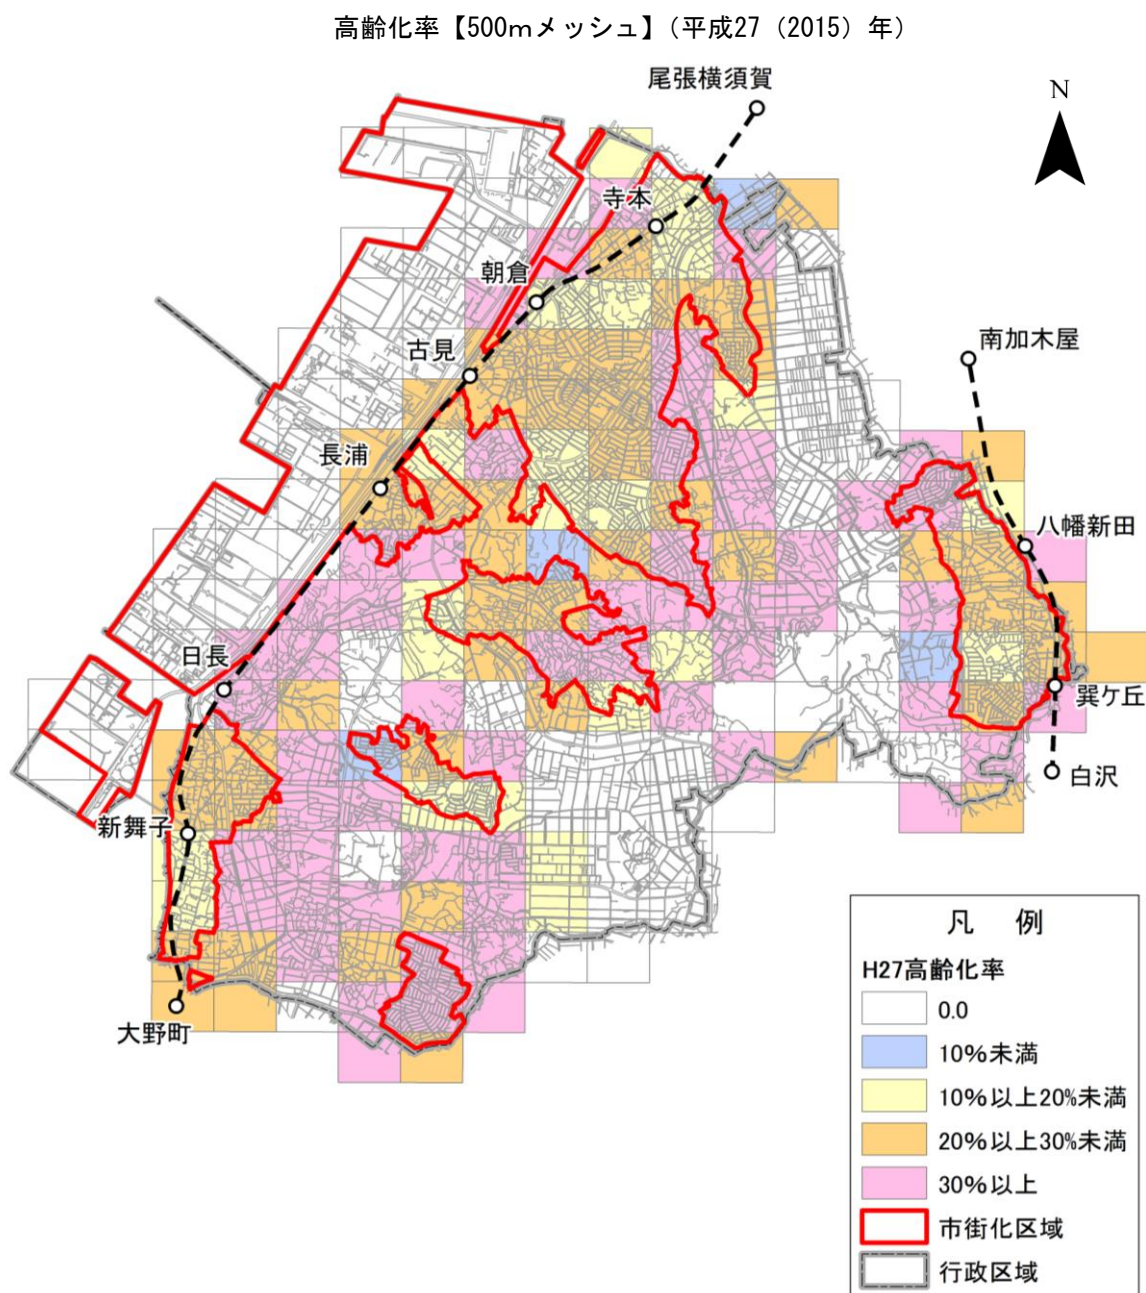 高齢化率【500mメッシュ】(平成27(2015)年)
尾張横須賀
N
寺本
朝倉
南加木屋
古見
長浦
八幡新田
日長
巽ケ丘
白沢
新舞子
大野町
凡 例
H27高齢化率
0.0
10%未満
10%以上20%未満
20%以上30%未満
30%以上
市街化区域
行政区域